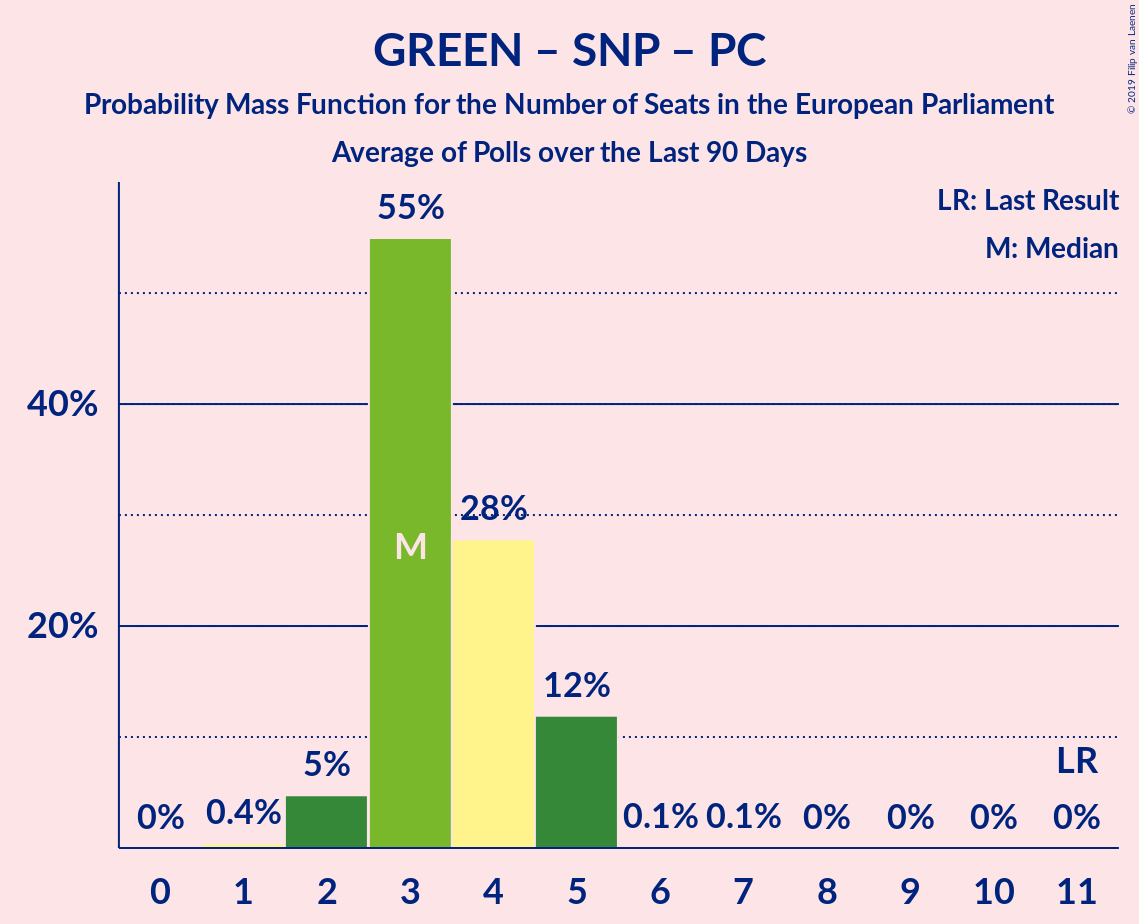 GREEN – SNP – PC
Probability Mass Function for the Number of Seats in the European Parliament
Average of Polls over the Last 90 Days
© 2019 Filip van Laenen
LR: Last Result
M: Median
55%
40%
28%
M
20%
12%
5%
LR
0% 0.4% 0.1% 0.1% 0% 0% 0% 0%
0 1 2 3 4 5 6 7 8 9 10 11